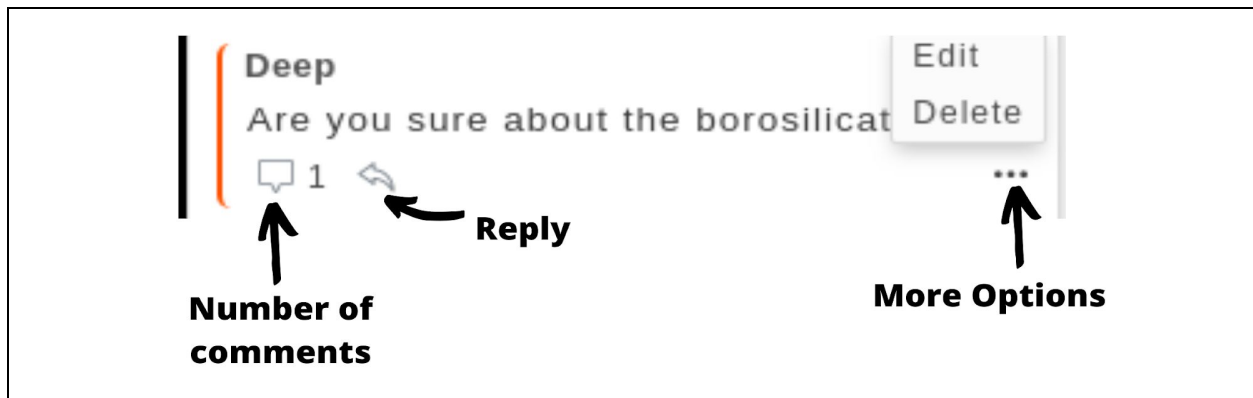 Deep
Edit
Are you sure about the borosilicat
Delete
1
Reply
Number of
comments
More Options